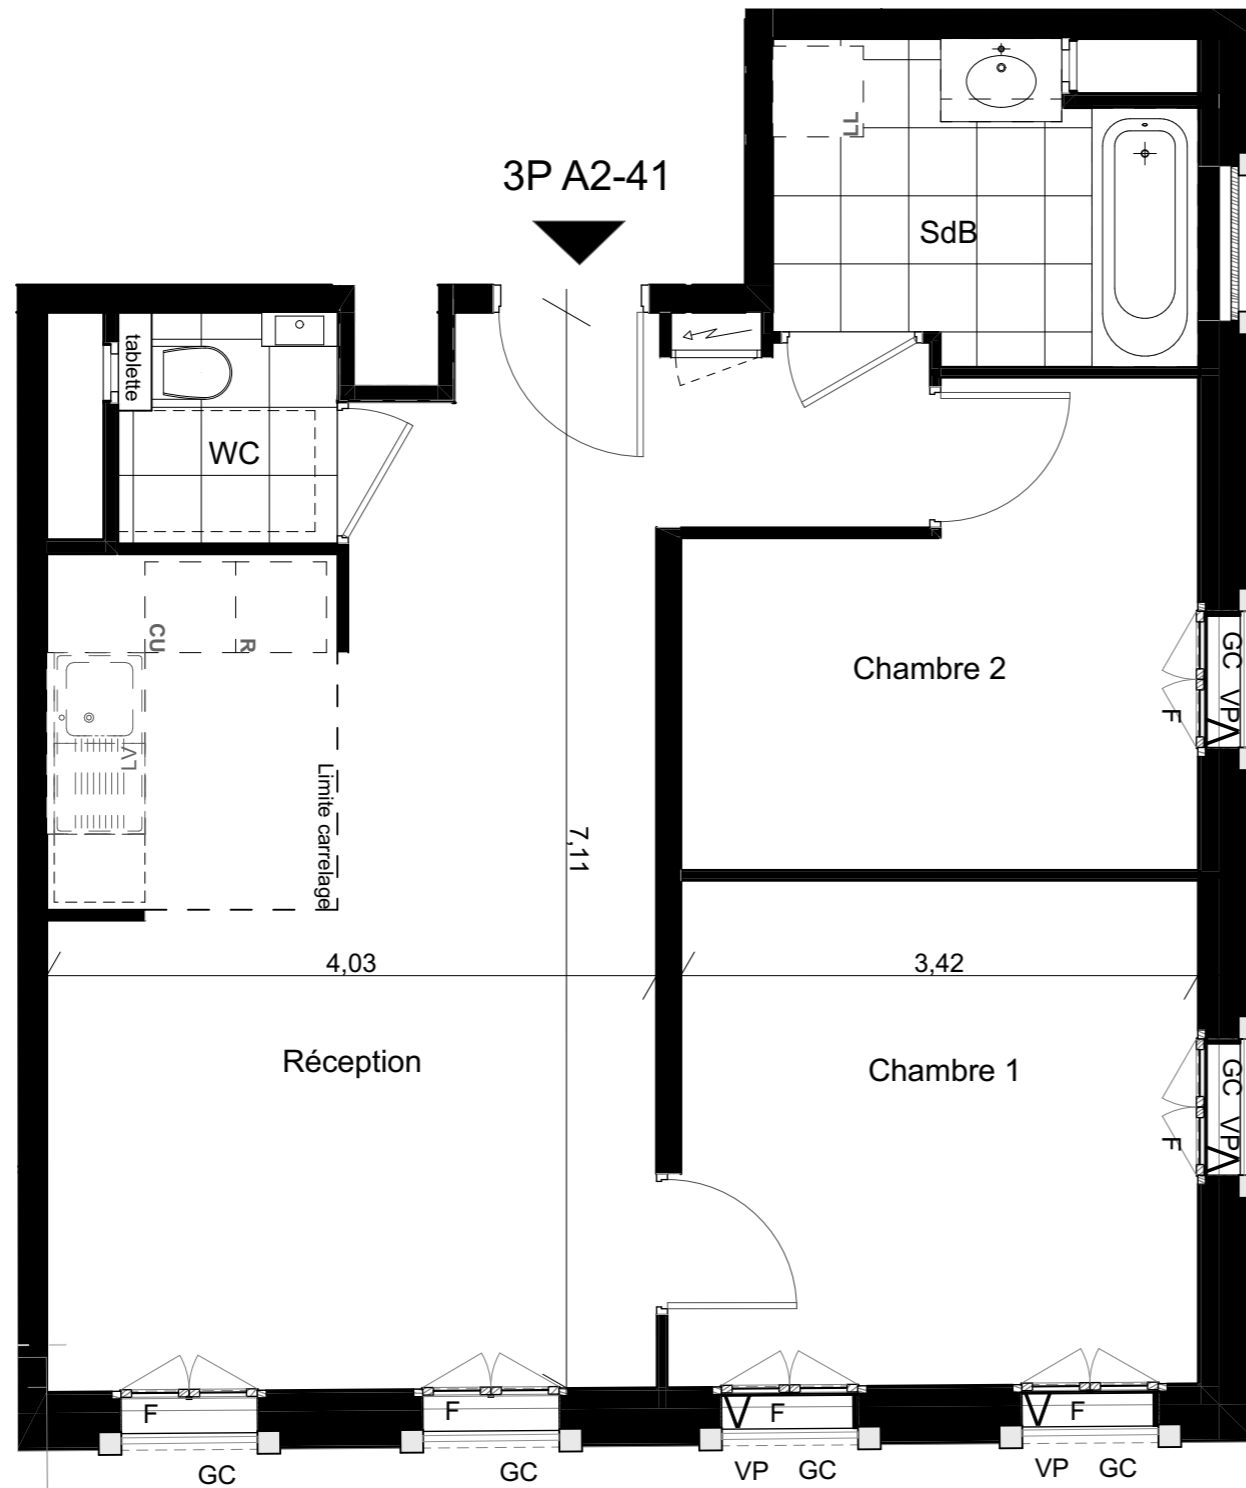 3P A2-41
LL
SdB
tablette
WC
CU
R
LV
Limite carrelage
Chambre 2
GC VP
F
V
7,11
4,03
3,42
Réception
Chambre 1
GC VP
F
V
F
F
V F
V F
GC
GC
VP GC
VP GC